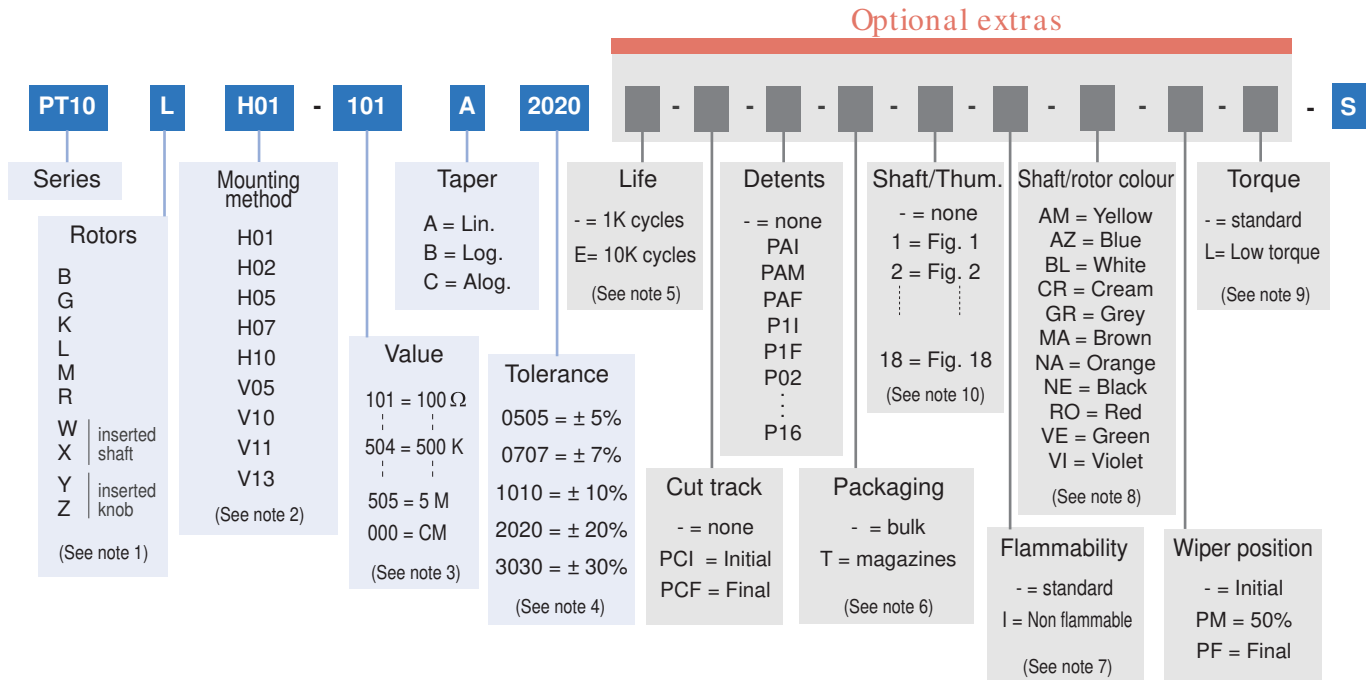 Optional extras
PT10 L H01 - 101 A 2020 - - - - - - - - - S
Series
Rotors
B
G
K
L
M
R
W
X
inserted
shaft
Y
Z
inserted
knob
(See note 1)
Mounting
method
H01
H02
H05
H07
H10
V05
V10
V11
V13
(See note 2)
Value
101 = 100 Ω
504 = 500 K
505 = 5 M
000 = CM
(See note 3)
Taper
A = Lin.
B = Log.
C = Alog.
Tolerance
0505 = ± 5%
0707 = ± 7%
1010 = ± 10%
2020 = ± 20%
3030 = ± 30%
(See note 4)
Life
- = 1K cycles
E= 10K cycles
(See note 5)
Cut track
- = none
PCI = Initial
PCF = Final
Detents
- = none
PAI
PAM
PAF
P1I
P1F
P02
:
:
P16
Packaging
- = bulk
T = magazines
(See note 6)
Shaft/Thum.
- = none
1 = Fig. 1
2 = Fig. 2
18 = Fig. 18
(See note 10)
Flammability
- = standard
I = Non flammable
(See note 7)
Shaft/rotor colour
AM = Yellow
AZ = Blue
BL = White
CR = Cream
GR = Grey
MA = Brown
NA = Orange
NE = Black
RO = Red
VE = Green
VI = Violet
(See note 8)
Wiper position
- = Initial
PM = 50%
PF = Final
Torque
- = standard
L= Low torque
(See note 9)